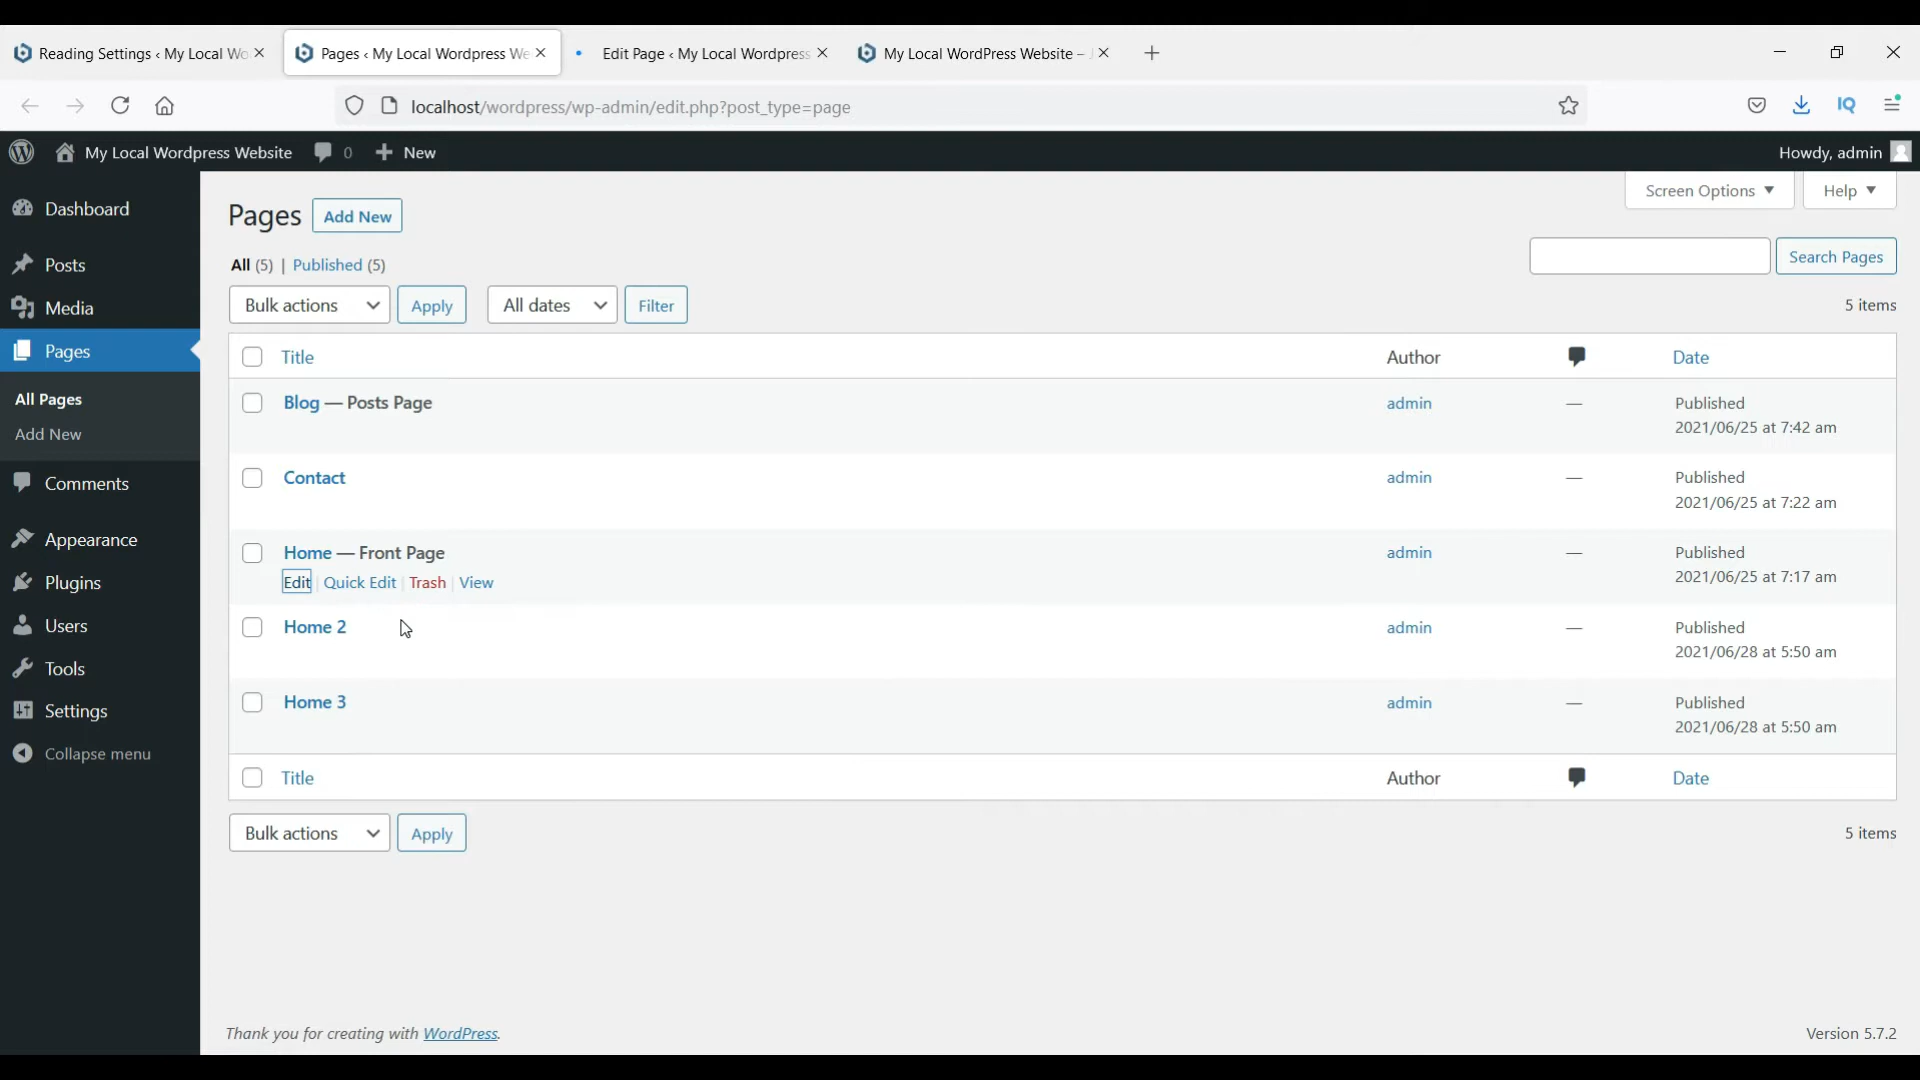 Reading Settings ‹ My Local Wo
Pages ‹ My Local Wordpress We
Edit Page ‹ My Local Wordpress
My Local WordPress Website –
localhost/wordpress/wp-admin/edit.php?post_type=page
IQ
My Local Wordpress Website 0 New
Howdy, admin
Dashboard
Posts
Media
Pages
All Pages
Add New
Comments
Appearance
Plugins
Users
Tools
Settings
Collapse menu
Screen Options Help
Pages Add New
All (5) | Published (5)
Search Pages
Bulk actions Apply All dates Filter 5 items
Title Author Date
Blog — Posts Page admin — Published
2021/06/25 at 7:42 am
Contact admin — Published
2021/06/25 at 7:22 am
Home — Front Page admin — Published
2021/06/25 at 7:17 am
Edit | Quick Edit | Trash | View
Home 2 admin — Published
2021/06/28 at 5:50 am
Home 3 admin — Published
2021/06/28 at 5:50 am
Title Author Date
Bulk actions Apply 5 items
Thank you for creating with WordPress.
Version 5.7.2